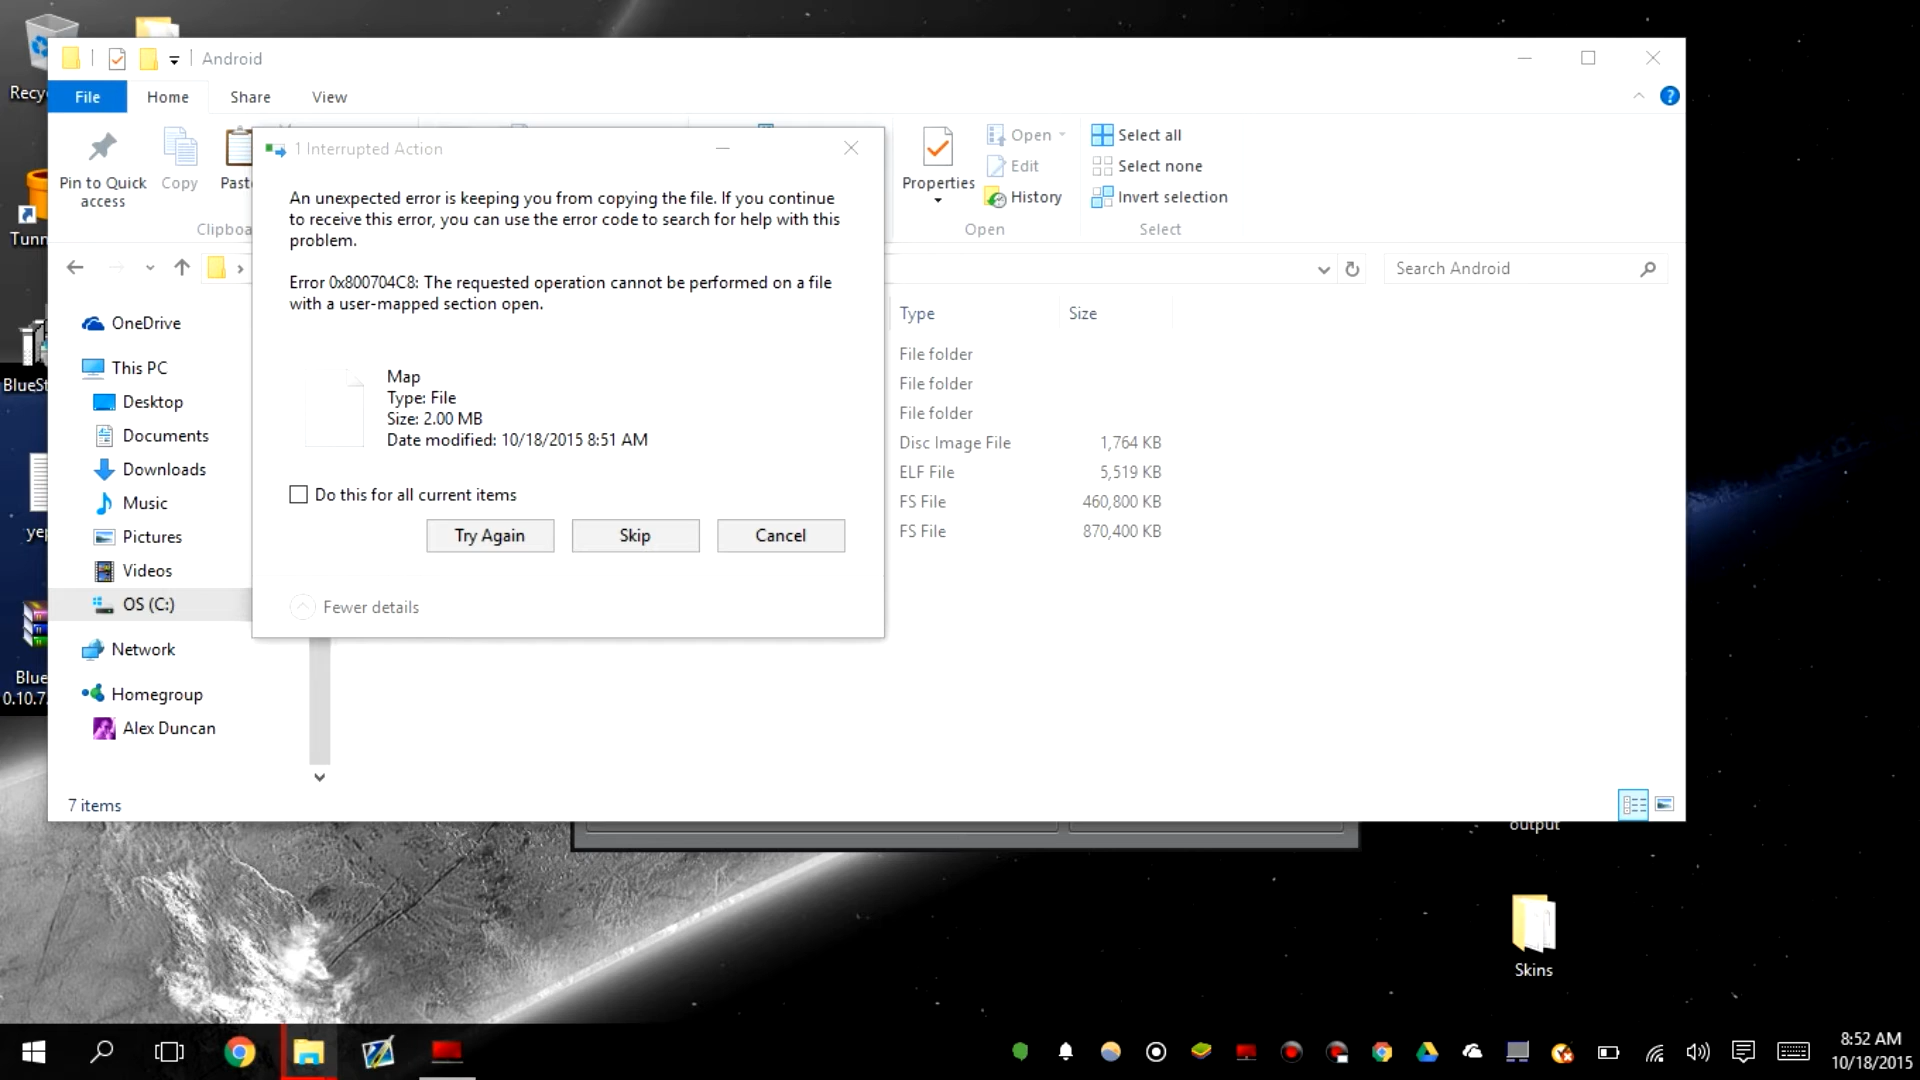 Android
File
Home
Share
View
Pin to Quick
access
Copy
Clipboa
Properties
Open
Edit
History
Open
Select all
Select none
Invert selection
Select
1 Interrupted Action
An unexpected error is keeping you from copying the file. If you continue
to receive this error, you can use the error code to search for help with this
problem.
Error 0x800704C8: The requested operation cannot be performed on a file
with a user-mapped section open.
Map
Type: File
Size: 2.00 MB
Date modified: 10/18/2015 8:51 AM
Do this for all current items
Try Again
Skip
Cancel
Fewer details
Search Android
OneDrive
This PC
Desktop
Documents
Downloads
Music
Pictures
Videos
OS (C:)
Network
Homegroup
Alex Duncan
7 items
Type
Size
File folder
File folder
File folder
Disc Image File 1,764 KB
ELF File 5,519 KB
FS File 460,800 KB
FS File 870,400 KB
Recy
Tunn
BlueSt
yep
Blue
0.10.7.
output
Skins
8:52 AM
10/18/2015